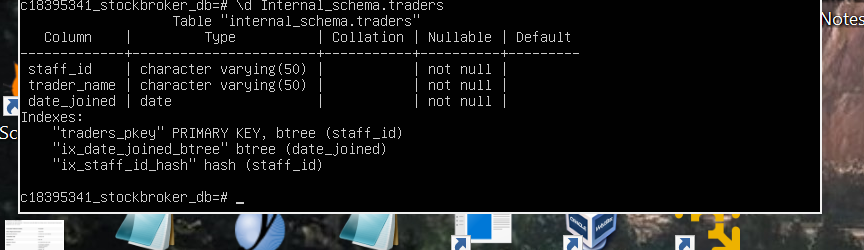 c18395341_stockbroker_db=# \d Internal_schema.traders
Table "internal_schema.traders"
Column | Type | Collation | Nullable | Default
-------------+-----------------------+-----------+----------+---------
staff_id | character varying(50) | | not null |
trader_name | character varying(50) | | not null |
date_joined | date | | not null |
Indexes:
"traders_pkey" PRIMARY KEY, btree (staff_id)
"ix_date_joined_btree" btree (date_joined)
"ix_staff_id_hash" hash (staff_id)
c18395341_stockbroker_db=# _
Notes
Sc